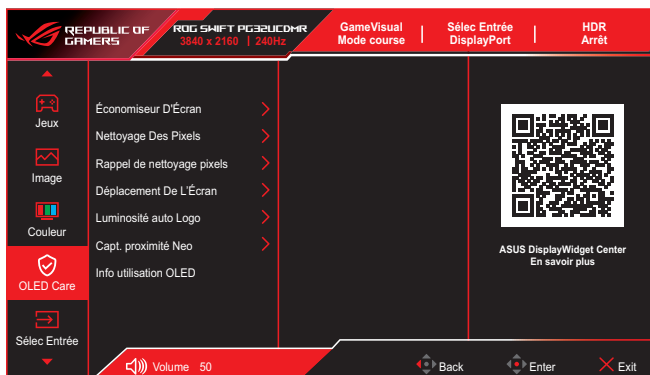 REPUBLIC OF
GAMERS
ROG SWIFT PG32UCDMR
3840 x 2160 | 240Hz
GameVisual
Mode course
Sélec Entrée
DisplayPort
HDR
Arrêt
Jeux
Image
Couleur
OLED Care
Sélec Entrée
Économiseur D'Écran
Nettoyage Des Pixels
Rappel de nettoyage pixels
Déplacement De L'Écran
Luminosité auto Logo
Capt. proximité Neo
Info utilisation OLED
ASUS DisplayWidget Center
En savoir plus
Volume 50
Back
Enter
Exit